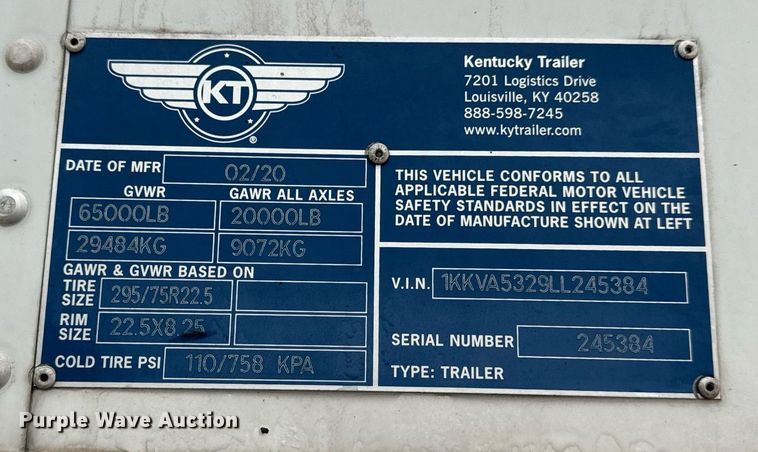 KT
®
Kentucky Trailer
7201 Logistics Drive
Louisville, KY 40258
888-598-7245
www.kytrailer.com
DATE OF MFR 02/20
GVWR GAWR ALL AXLES
65000LB 20000LB
29484KG 9072KG
GAWR & GVWR BASED ON
TIRE SIZE 295/75R22.5
RIM SIZE 22.5X8.25
COLD TIRE PSI 110/758 KPA
THIS VEHICLE CONFORMS TO ALL
APPLICABLE FEDERAL MOTOR VEHICLE
SAFETY STANDARDS IN EFFECT ON THE
DATE OF MANUFACTURE SHOWN AT LEFT
V.I.N. 1KKVA5329LL245384
SERIAL NUMBER 245384
TYPE: TRAILER
Purple Wave Auction